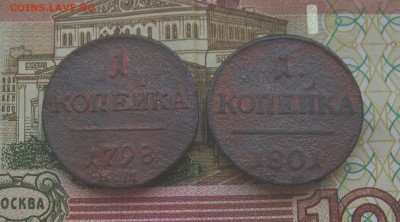 COINS.LAVE.RU
1
КОПЕЙКА
1798
Е.М.
1.
КОПЕЙКА
1801
МОСКВА
10